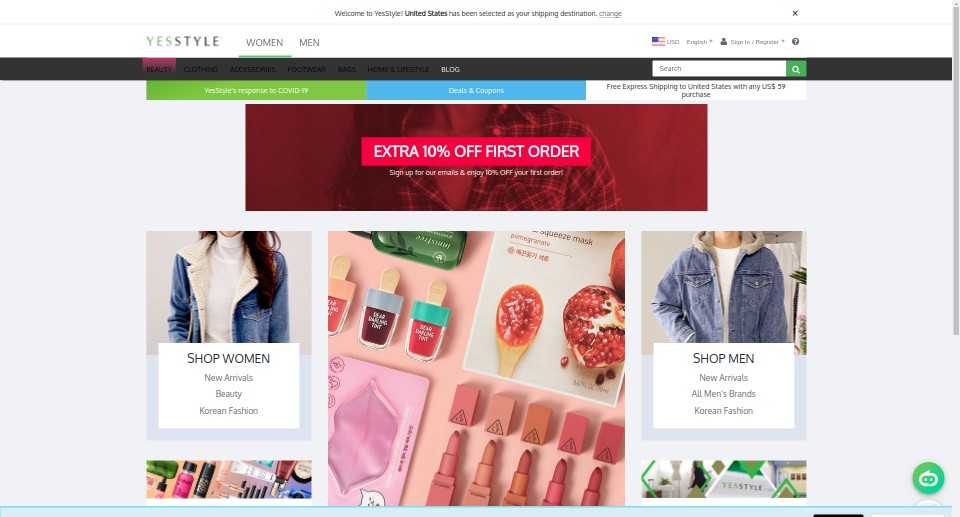 Welcome to YesStyle! United States has been selected as your shipping destination. change
×
YESSTYLE
WOMEN MEN
USD English Sign In / Register
BEAUTY CLOTHING ACCESSORIES FOOTWEAR BAGS HOME & LIFESTYLE BLOG
Search
YesStyle's response to COVID-19
Deals & Coupons
Free Express Shipping to United States with any US$ 59
purchase
EXTRA 10% OFF FIRST ORDER
Sign up for our emails & enjoy 10% OFF your first order!
SHOP WOMEN
New Arrivals
Beauty
Korean Fashion
innisfree
squeeze mask
pomegranate
DEAR
DARLING
TINT
DEAR
DARLING
TINT
SHOP MEN
New Arrivals
All Men's Brands
Korean Fashion
YESSTYLE